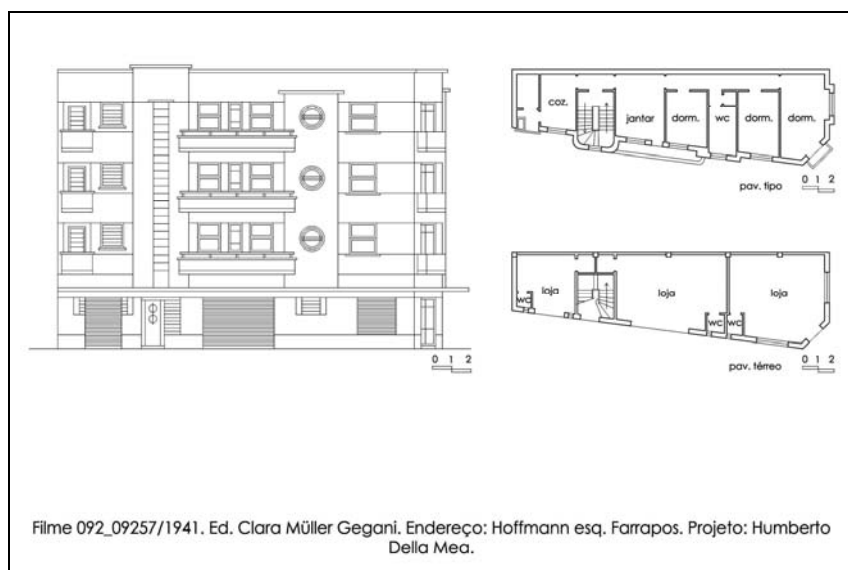 coz.
jantar
dorm.
wc
dorm.
dorm.
pav. tipo
0 1 2
loja
loja
loja
wc
wc
wc
pav. térreo
0 1 2
0 1 2
Filme 092_09257/1941. Ed. Clara Müller Gegani. Endereço: Hoffmann esq. Farrapos. Projeto: Humberto
Della Mea.